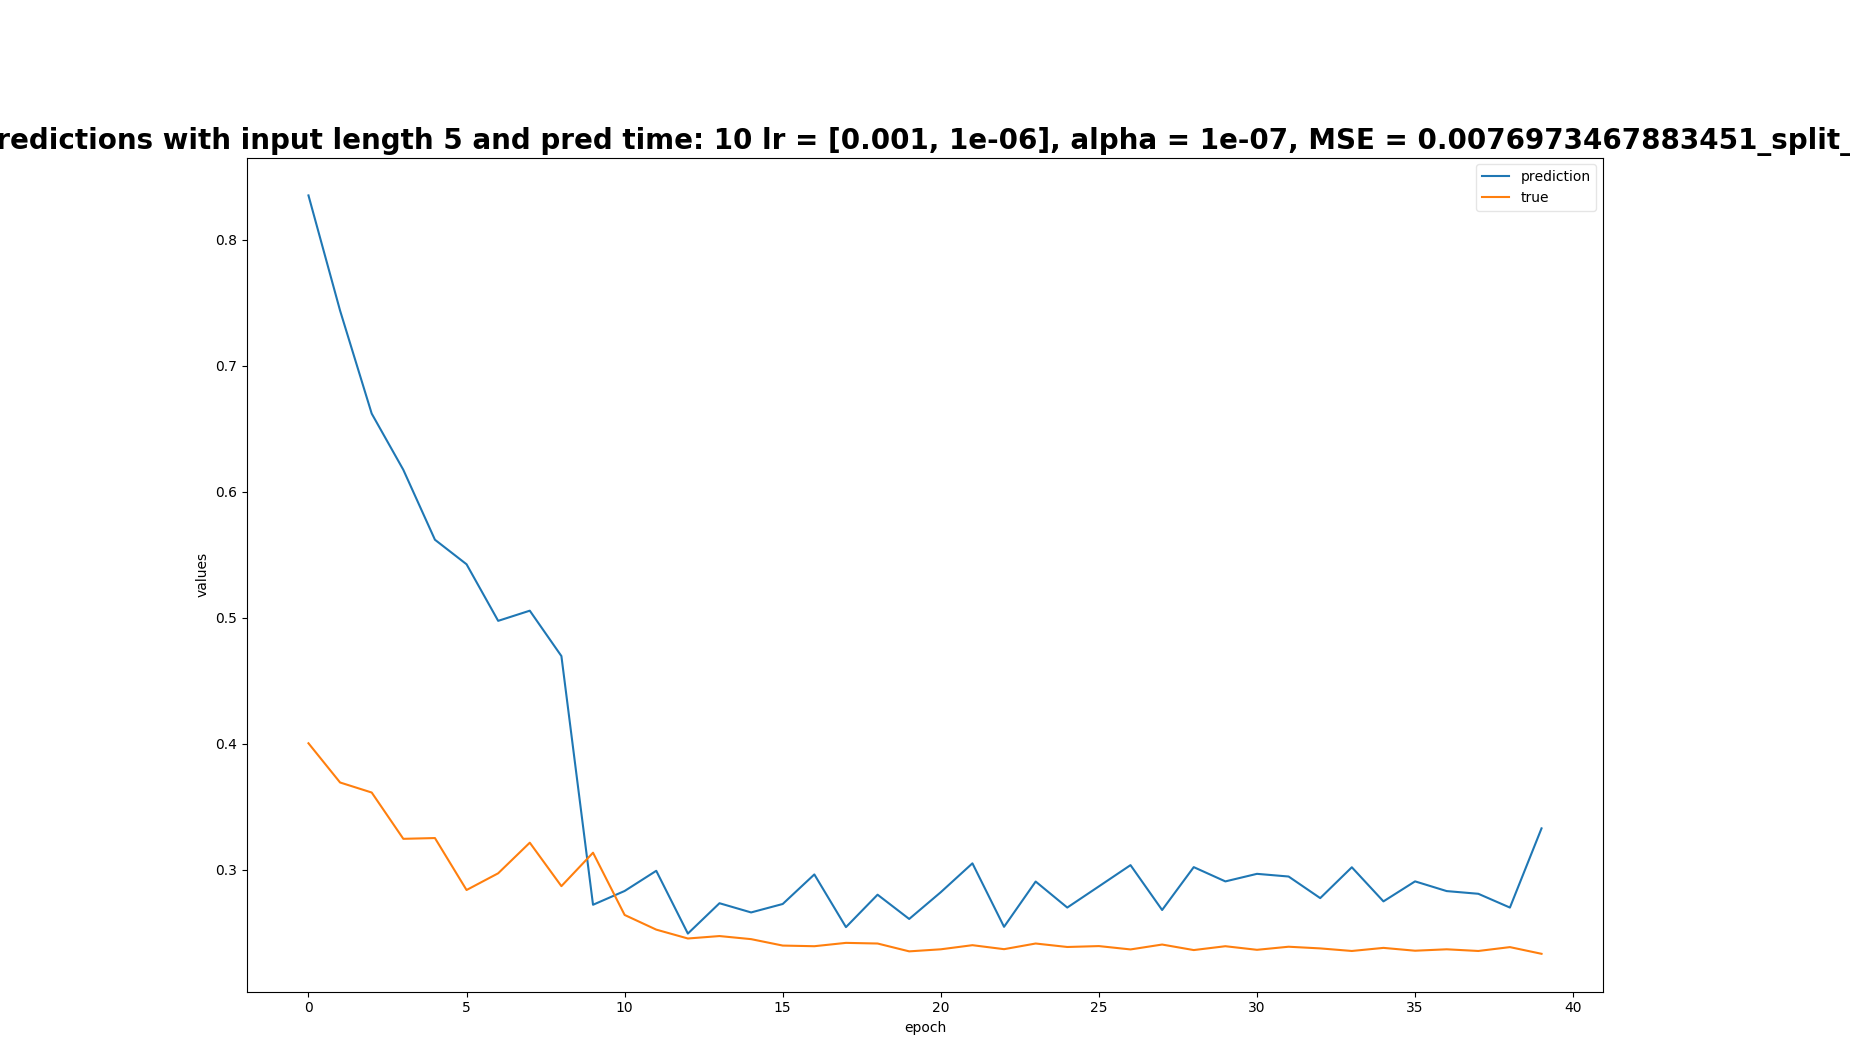 redictions with input length 5 and pred time: 10 lr = [0.001, 1e-06], alpha = 1e-07, MSE = 0.0076973467883451_split_
prediction
true
0.8
0.7
0.6
0.5
0.4
0.3
values
0 5 10 15 20 25 30 35 40
epoch